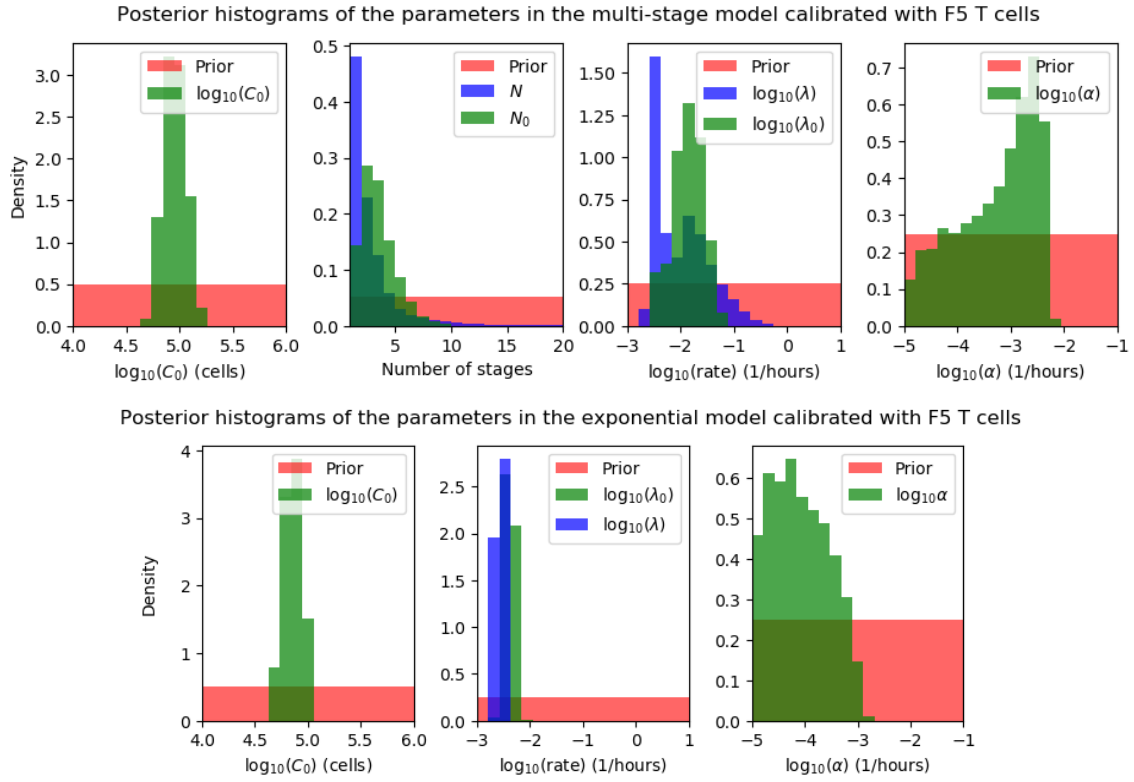 Posterior histograms of the parameters in the multi-stage model calibrated with F5 T cells
Prior
log₁₀(C₀)
Prior
N
N₀
Prior
log₁₀(λ)
log₁₀(λ₀)
Prior
log₁₀(α)
Density
3.0
2.5
2.0
1.5
1.0
0.5
0.0
0.5
0.4
0.3
0.2
0.1
0.0
1.50
1.25
1.00
0.75
0.50
0.25
0.00
0.7
0.6
0.5
0.4
0.3
0.2
0.1
0.0
4.0 4.5 5.0 5.5 6.0
5 10 15 20
−3 −2 −1 0 1
−5 −4 −3 −2 −1
log₁₀(C₀) (cells)
Number of stages
log₁₀(rate) (1/hours)
log₁₀(α) (1/hours)
Posterior histograms of the parameters in the exponential model calibrated with F5 T cells
Prior
log₁₀(C₀)
Prior
log₁₀(λ₀)
log₁₀(λ)
Prior
log₁₀α
Density
4
3
2
1
0
2.5
2.0
1.5
1.0
0.5
0.0
0.6
0.5
0.4
0.3
0.2
0.1
0.0
4.0 4.5 5.0 5.5 6.0
−3 −2 −1 0 1
−5 −4 −3 −2 −1
log₁₀(C₀) (cells)
log₁₀(rate) (1/hours)
log₁₀(α) (1/hours)